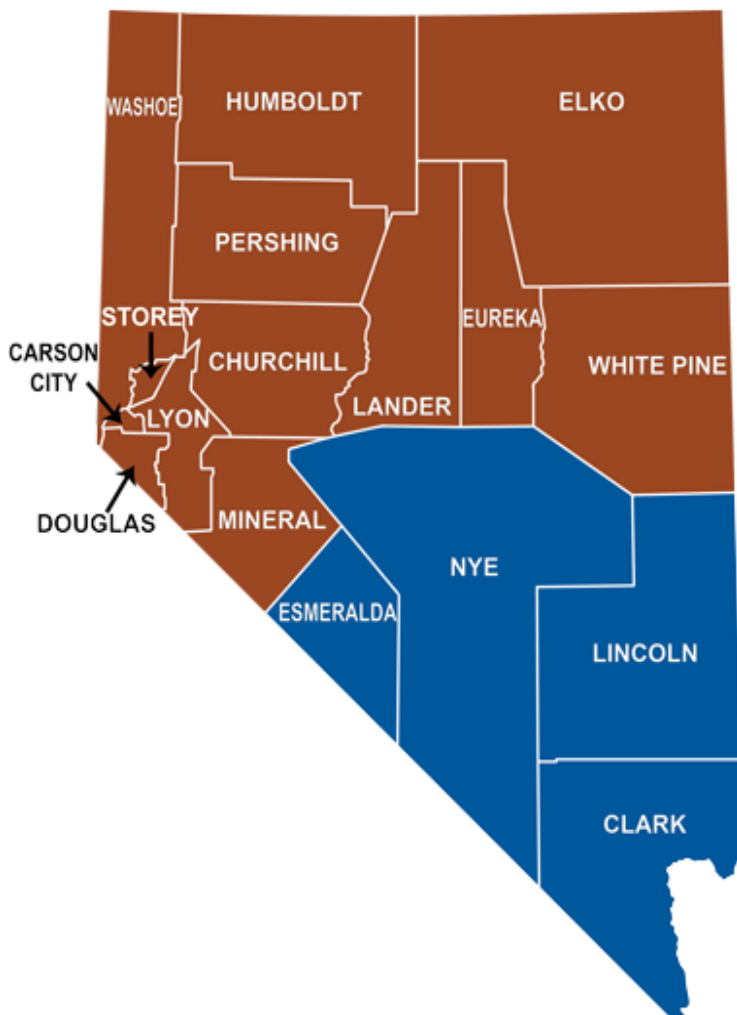 WASHOE
HUMBOLDT
ELKO
PERSHING
STOREY
EUREKA
CARSON
CITY
CHURCHILL
WHITE PINE
LANDER
LYON
DOUGLAS
MINERAL
NYE
ESMERALDA
LINCOLN
CLARK